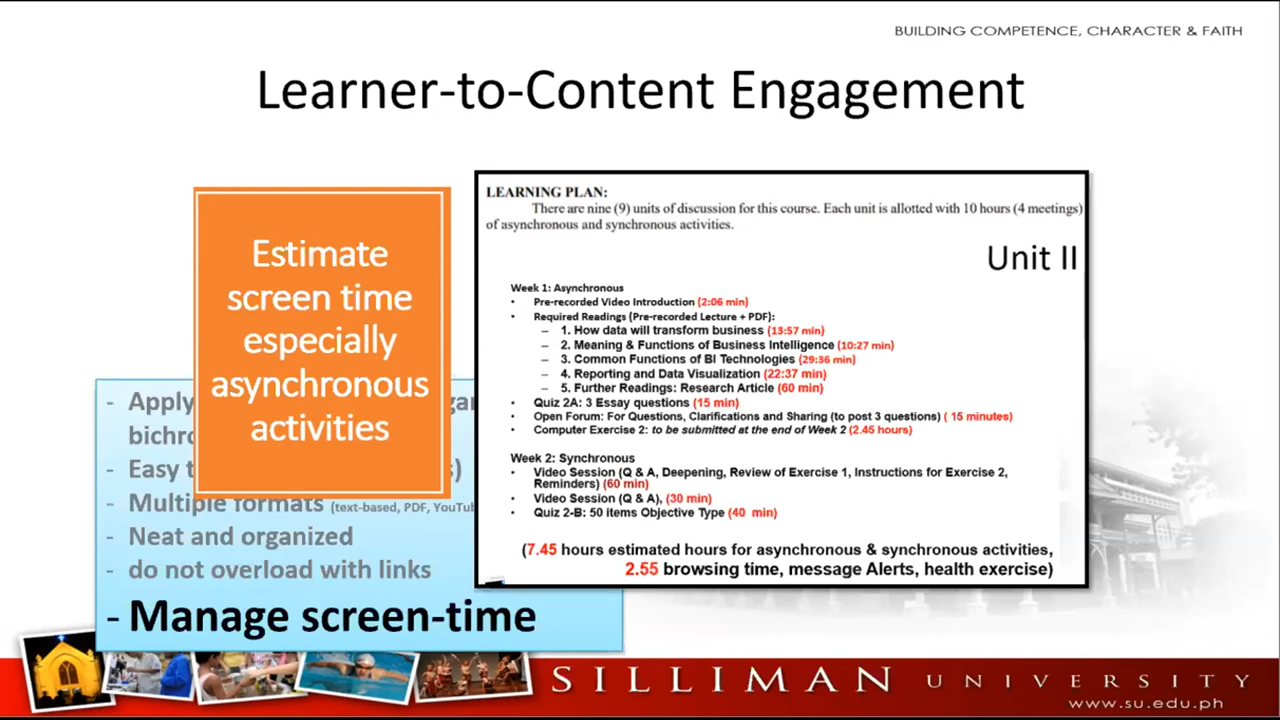 BUILDING COMPETENCE, CHARACTER & FAITH
Learner-to-Content Engagement
Estimate
screen time
especially
asynchronous
activities
- Apply
- Easy
- Multiple formats (text-based, PDF,
- Neat and organized
- do not overload with links
- Manage screen-time
LEARNING PLAN:
There are nine (9) units of discussion for this course. Each unit is allotted with 10 hours (4 meetings)
of asynchronous and synchronous activities.
Unit II
Week 1: Asynchronous
• Pre-recorded Video Introduction (2:06 min)
• Required Readings (Pre-recorded Lecture + PDF):
– 1. How data will transform business (13:57 min)
– 2. Meaning & Functions of Business Intelligence (10:27 min)
– 3. Common Functions of BI Technologies (29:36 min)
– 4. Reporting and Data Visualization (22:37 min)
– 5. Further Readings: Research Article (60 min)
• Quiz 2A: 3 Essay questions (15 min)
• Open Forum: For Questions, Clarifications and Sharing (to post 3 questions) ( 15 minutes)
• Computer Exercise 2: to be submitted at the end of Week 2 (2.45 hours)
Week 2: Synchronous
• Video Session (Q & A, Deepening, Review of Exercise 1, Instructions for Exercise 2,
Reminders) (60 min)
• Video Session (Q & A), (30 min)
• Quiz 2-B: 50 items Objective Type (40 min)
(7.45 hours estimated hours for asynchronous & synchronous activities,
2.55 browsing time, message Alerts, health exercise)
SILLIMAN UNIVERSITY
www.su.edu.ph